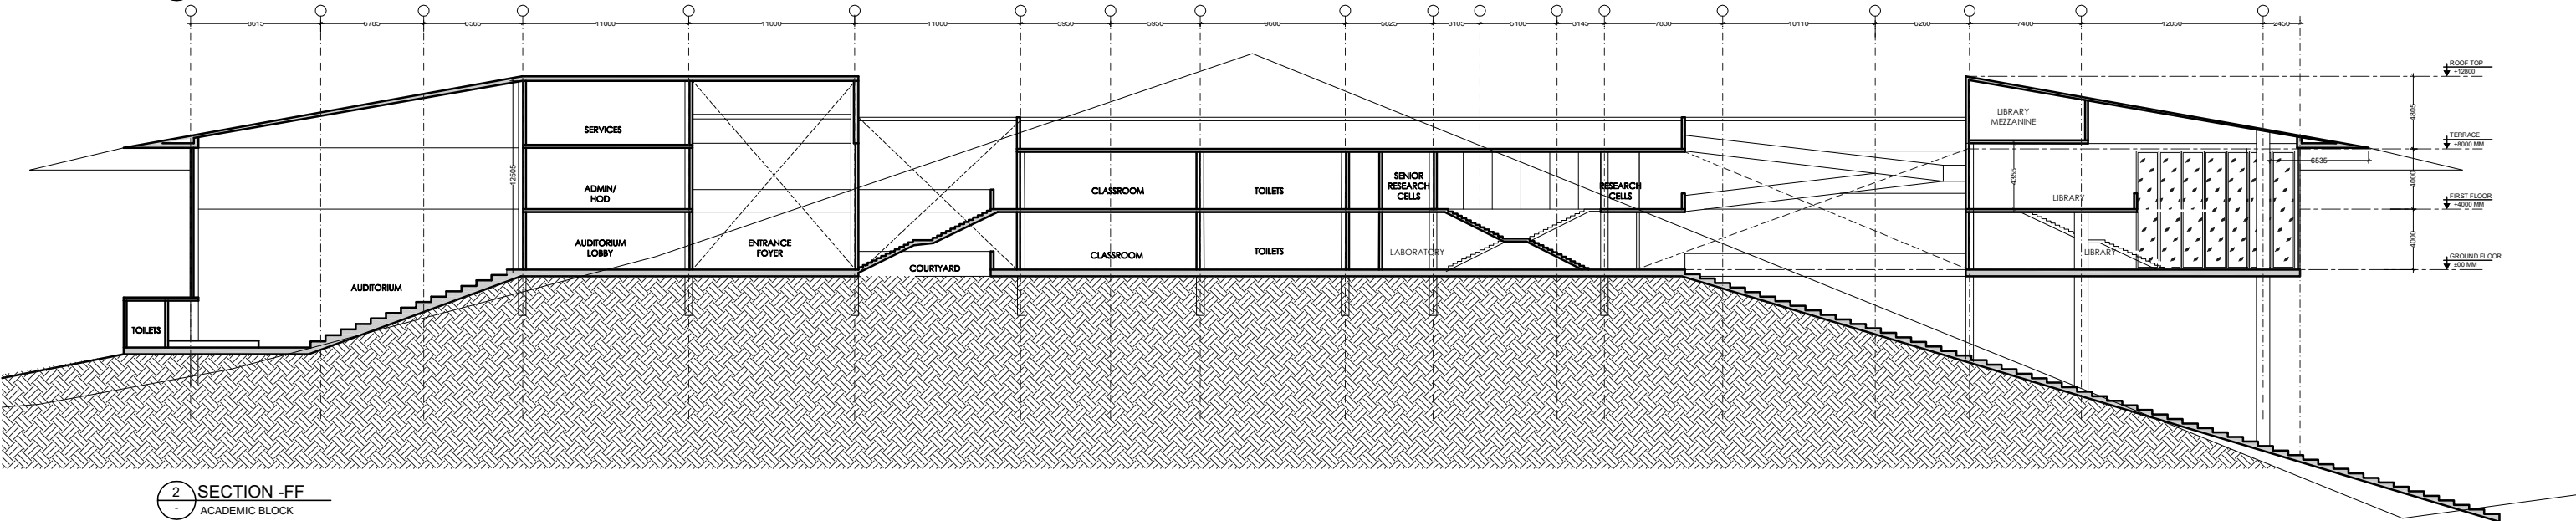 8615 6785 6565 11000 11000 11000 5950 5950 9600 5825 3105 5100 3145 7830 10110 6260 7400 12050 2450
ROOF TOP
+12800
LIBRARY
MEZZANINE
4805
SERVICES
TERRACE
+8000 MM
6535
12505
4355
4000
ADMIN/
HOD
CLASSROOM
TOILETS
SENIOR
RESEARCH
CELLS
RESEARCH
CELLS
LIBRARY
FIRST FLOOR
+4000 MM
AUDITORIUM
LOBBY
ENTRANCE
FOYER
CLASSROOM
TOILETS
LABORATORY
LIBRARY
4000
GROUND FLOOR
±00 MM
COURTYARD
AUDITORIUM
TOILETS
2
-
SECTION -FF
ACADEMIC BLOCK